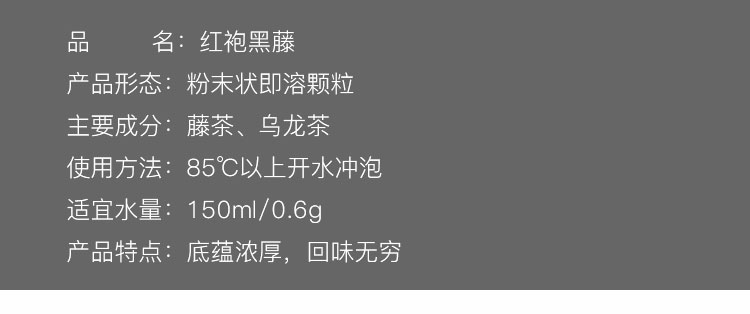 品　　名：红袍黑藤
产品形态：粉末状即溶颗粒
主要成分：藤茶、乌龙茶
使用方法：85℃以上开水冲泡
适宜水量：150ml/0.6g
产品特点：底蕴浓厚，回味无穷